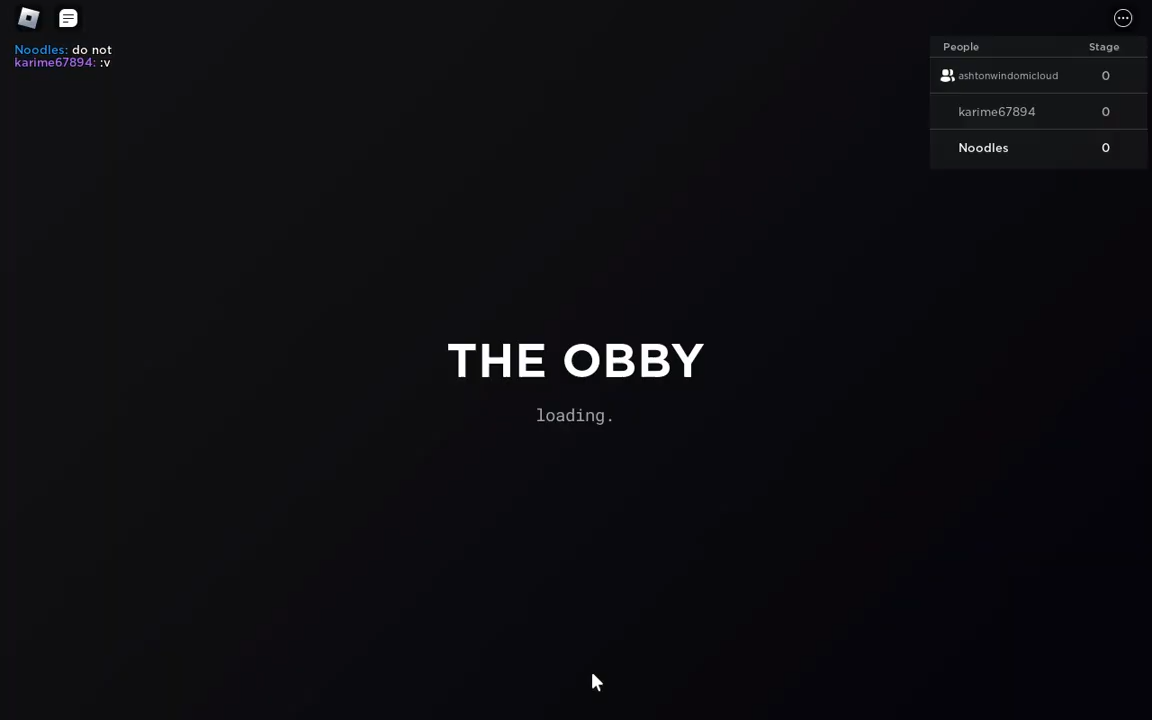 Noodles: do not
karime67894: :v
People Stage
ashtonwindomicloud 0
karime67894 0
Noodles 0
THE OBBY
loading.